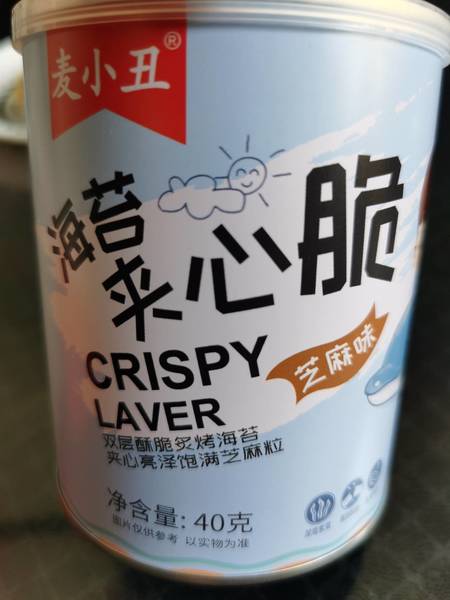 麦小丑®
海苔
夹心脆
CRISPY
LAVER
芝麻味
双层酥脆炙烤海苔
夹心亮泽饱满芝麻粒
净含量: 40克
图片仅供参考 以实物为准